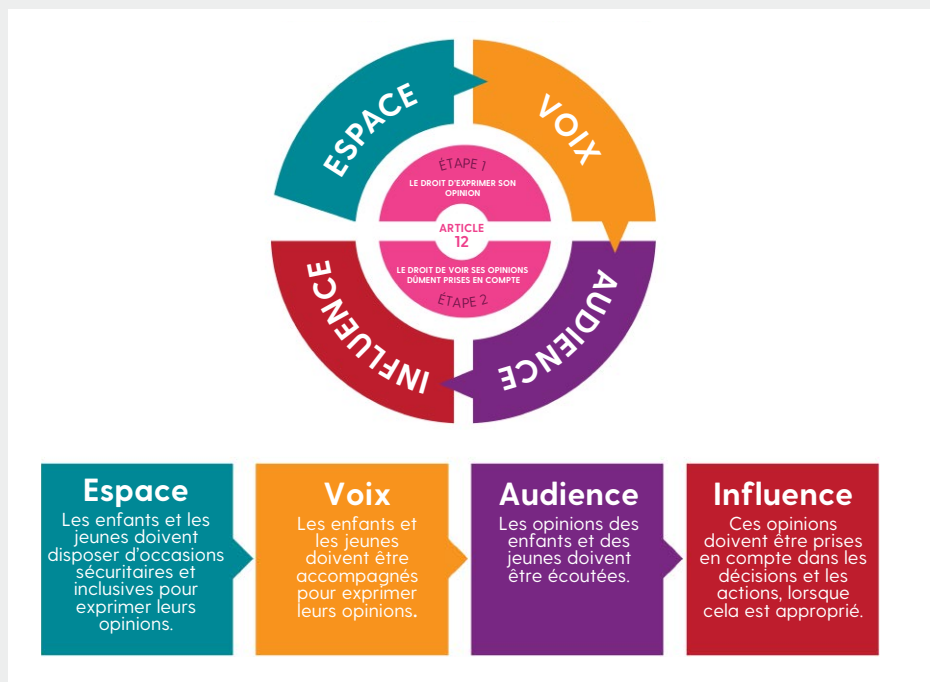 ESPACE
VOIX
ÉTAPE 1
LE DROIT D'EXPRIMER SON
OPINION
ARTICLE
12
LE DROIT DE VOIR SES OPINIONS
DÛMENT PRISES EN COMPTE
ÉTAPE 2
AUDIENCE
INFLUENCE
Espace
Les enfants et les
jeunes doivent
disposer d'occasions
sécuritaires et
inclusives pour
exprimer leurs
opinions.
Voix
Les enfants et
les jeunes
doivent être
accompagnés
pour exprimer
leurs opinions.
Audience
Les opinions des
enfants et des
jeunes doivent
être écoutées.
Influence
Ces opinions
doivent être prises
en compte dans les
décisions et les
actions, lorsque
cela est approprié.